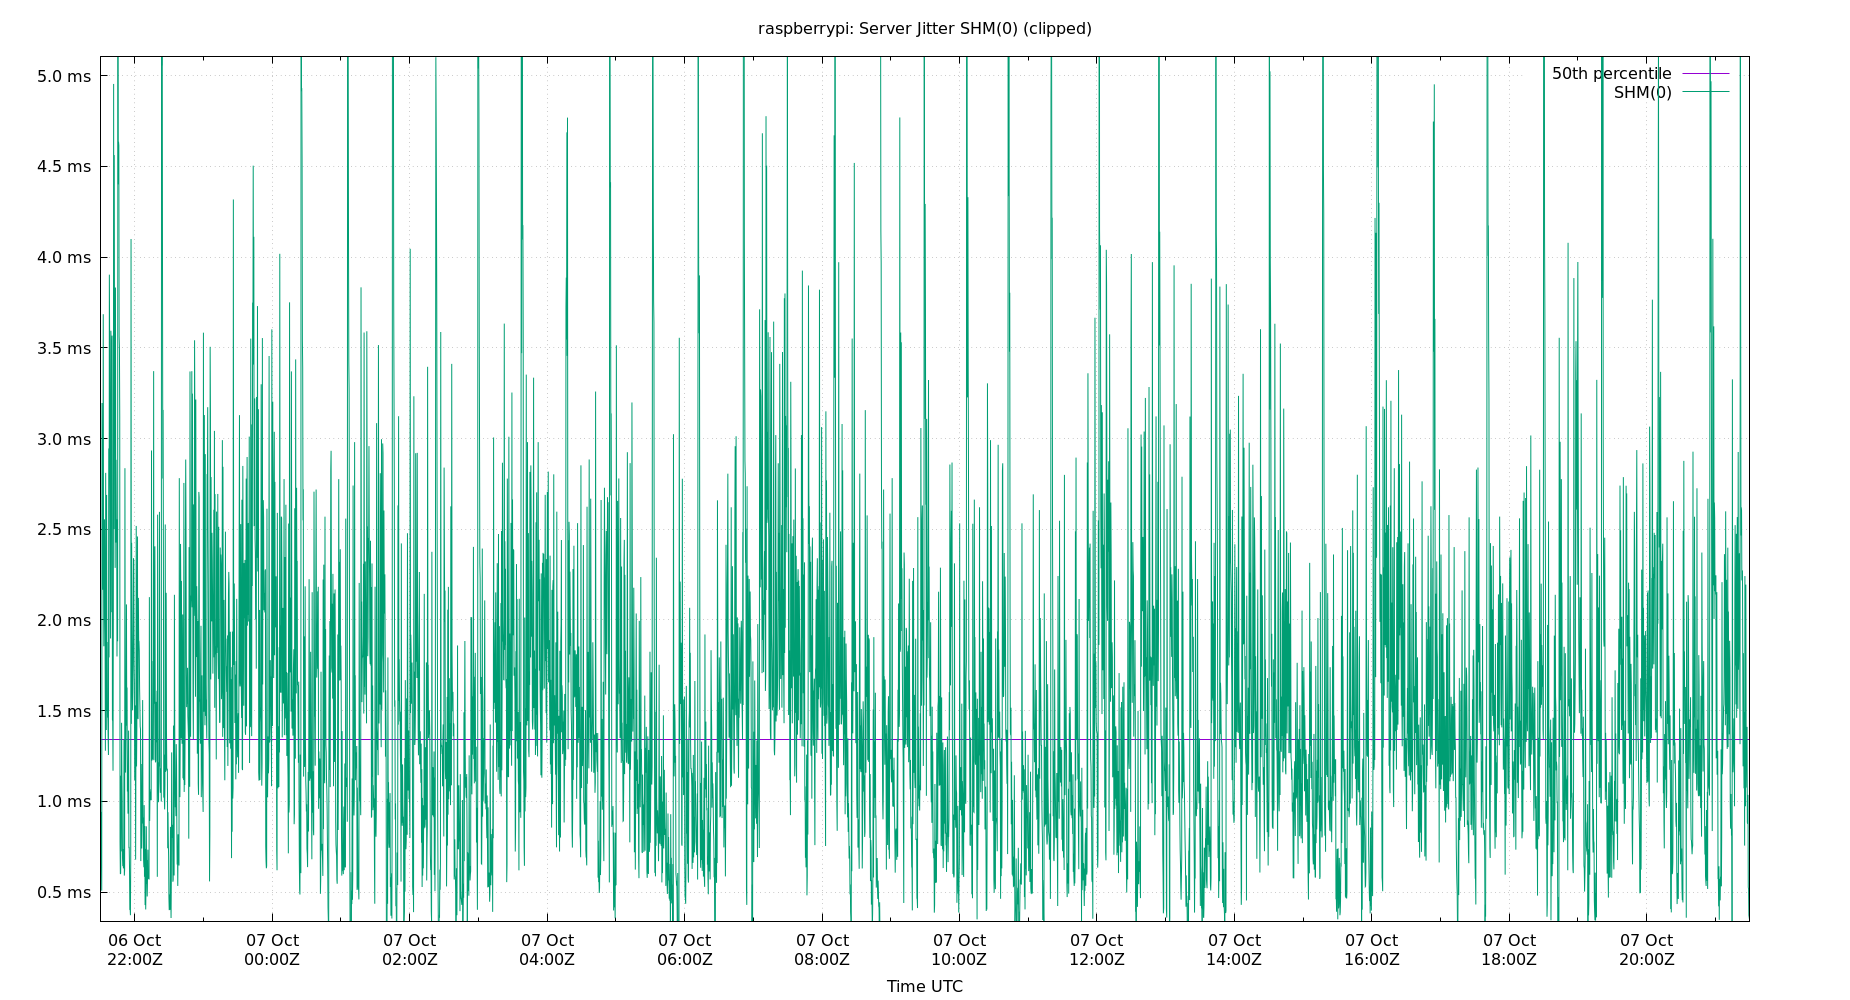 raspberrypi: Server Jitter SHM(0) (clipped)
50th percentile
SHM(0)
5.0 ms
4.5 ms
4.0 ms
3.5 ms
3.0 ms
2.5 ms
2.0 ms
1.5 ms
1.0 ms
0.5 ms
06 Oct 07 Oct 07 Oct 07 Oct 07 Oct 07 Oct 07 Oct 07 Oct 07 Oct 07 Oct 07 Oct 07 Oct
22:00Z 00:00Z 02:00Z 04:00Z 06:00Z 08:00Z 10:00Z 12:00Z 14:00Z 16:00Z 18:00Z 20:00Z
Time UTC